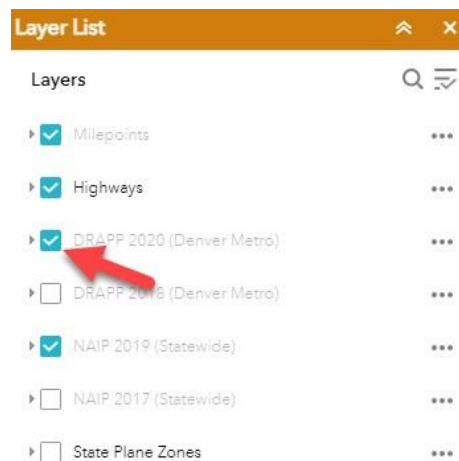 Layer List
Layers
Milepoints
Highways
DRAPP 2020 (Denver Metro)
DRAPP 2018 (Denver Metro)
NAIP 2019 (Statewide)
NAIP 2017 (Statewide)
State Plane Zones